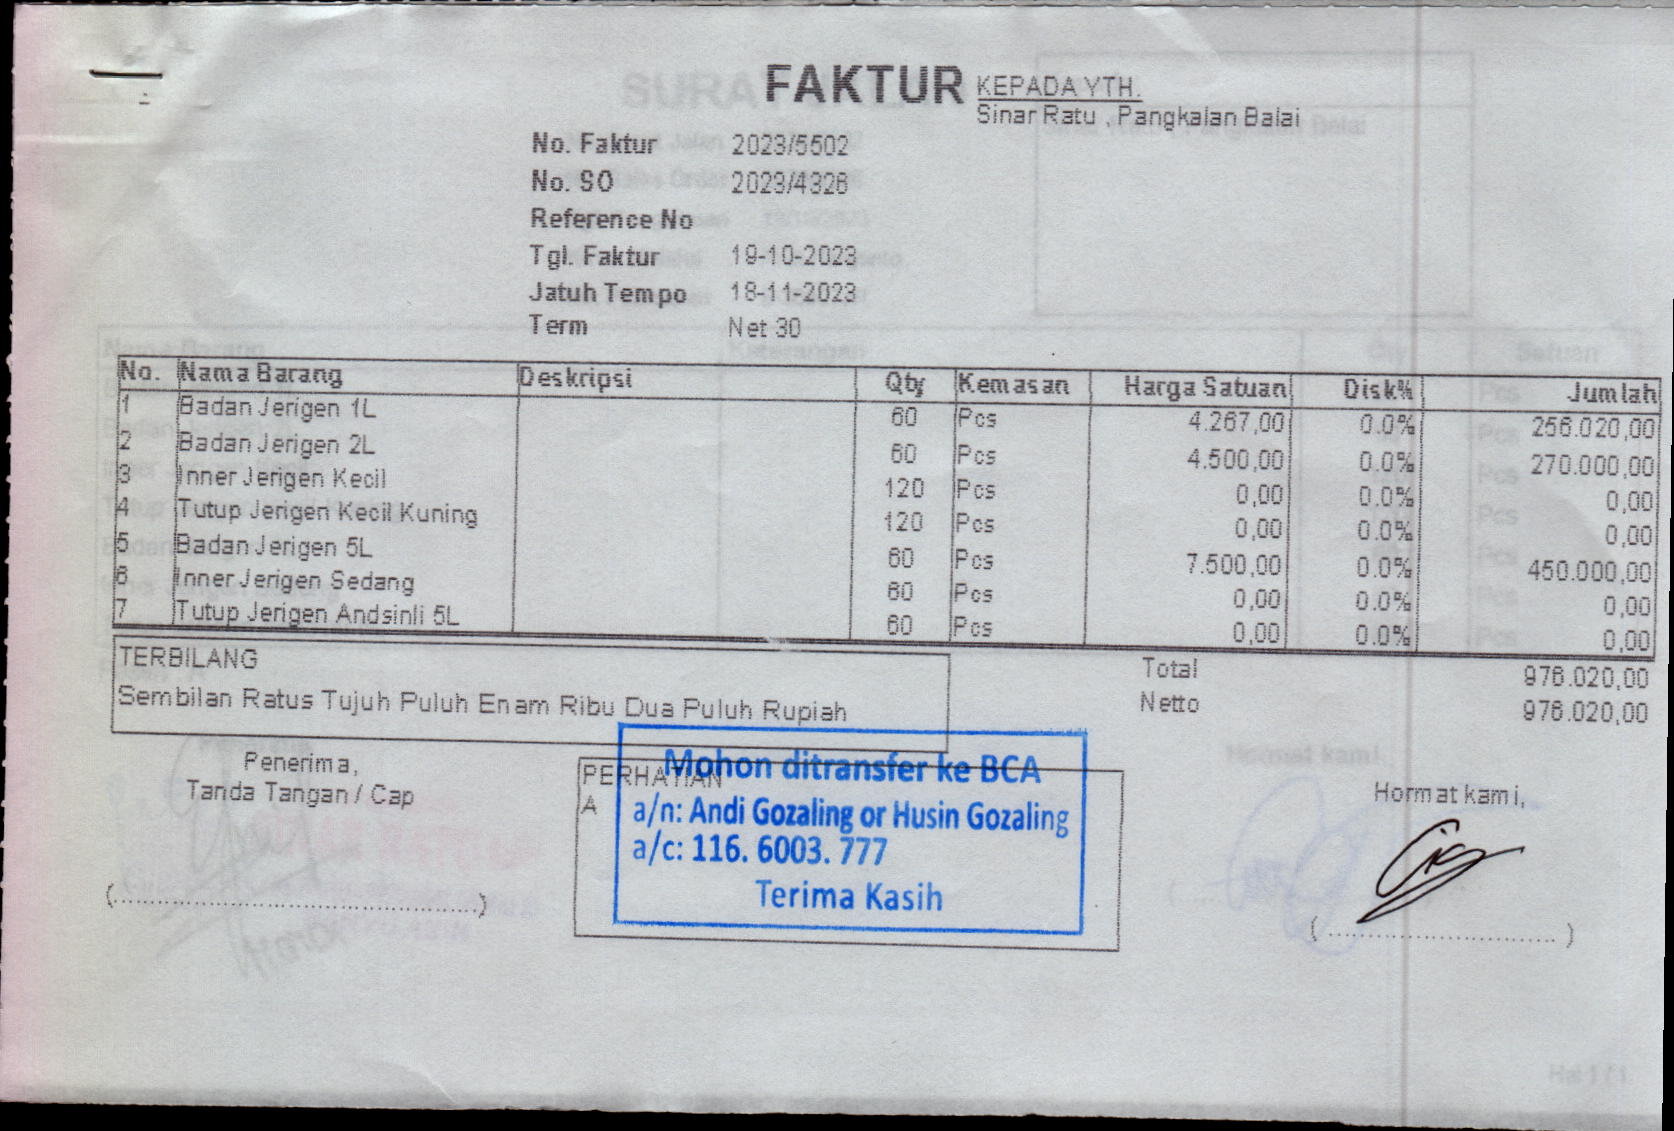 FAKTUR
KEPADA YTH.
Sinar Ratu , Pangkalan Balai
No. Faktur 2023/5502
No. SO 2023/4326
Reference No
Tgl. Faktur 19-10-2023
Jatuh Tempo 18-11-2023
Term Net 30
No. Nama Barang Deskripsi Qty Kemasan Harga Satuan Disk% Jumlah
1 Badan Jerigen 1L 60 Pcs 4.267,00 0.0% 256.020,00
2 Badan Jerigen 2L 60 Pcs 4.500,00 0.0% 270.000,00
3 Inner Jerigen Kecil 120 Pcs 0,00 0.0% 0,00
4 Tutup Jerigen Kecil Kuning 120 Pcs 0,00 0.0% 0,00
5 Badan Jerigen 5L 60 Pcs 7.500,00 0.0% 450.000,00
6 Inner Jerigen Sedang 60 Pcs 0,00 0.0% 0,00
7 Tutup Jerigen Andsinli 5L 60 Pcs 0,00 0.0% 0,00
TERBILANG
Sembilan Ratus Tujuh Puluh Enam Ribu Dua Puluh Rupiah
Total 976.020,00
Netto 976.020,00
Penerima,
Tanda Tangan / Cap
PERHATIAN
A
Mohon ditransfer ke BCA
a/n: Andi Gozaling or Husin Gozaling
a/c: 116. 6003. 777
Terima Kasih
Hormat kami,
Hal 1 / 1